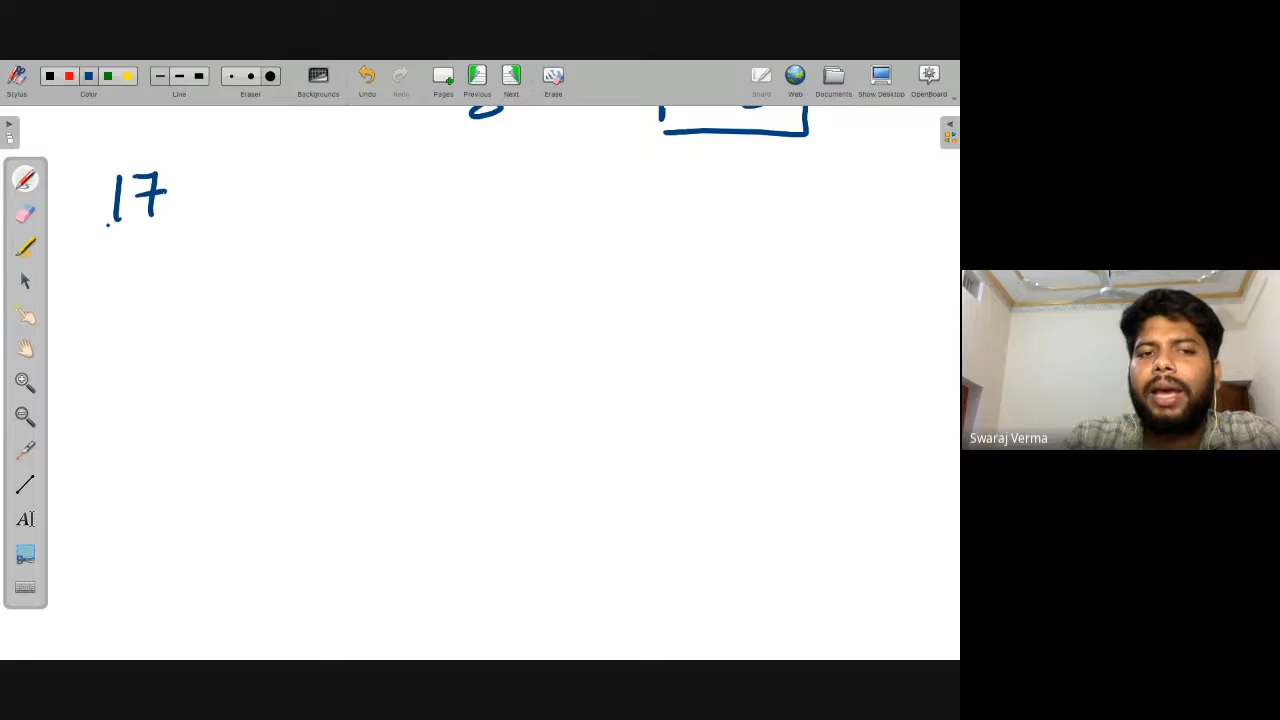 Stylus
Color
Line
Eraser
Backgrounds
Undo
Redo
Pages
Previous
Next
Erase
Board
Web
Documents
Show Desktop
OpenBoard
17
AI
Swaraj Verma